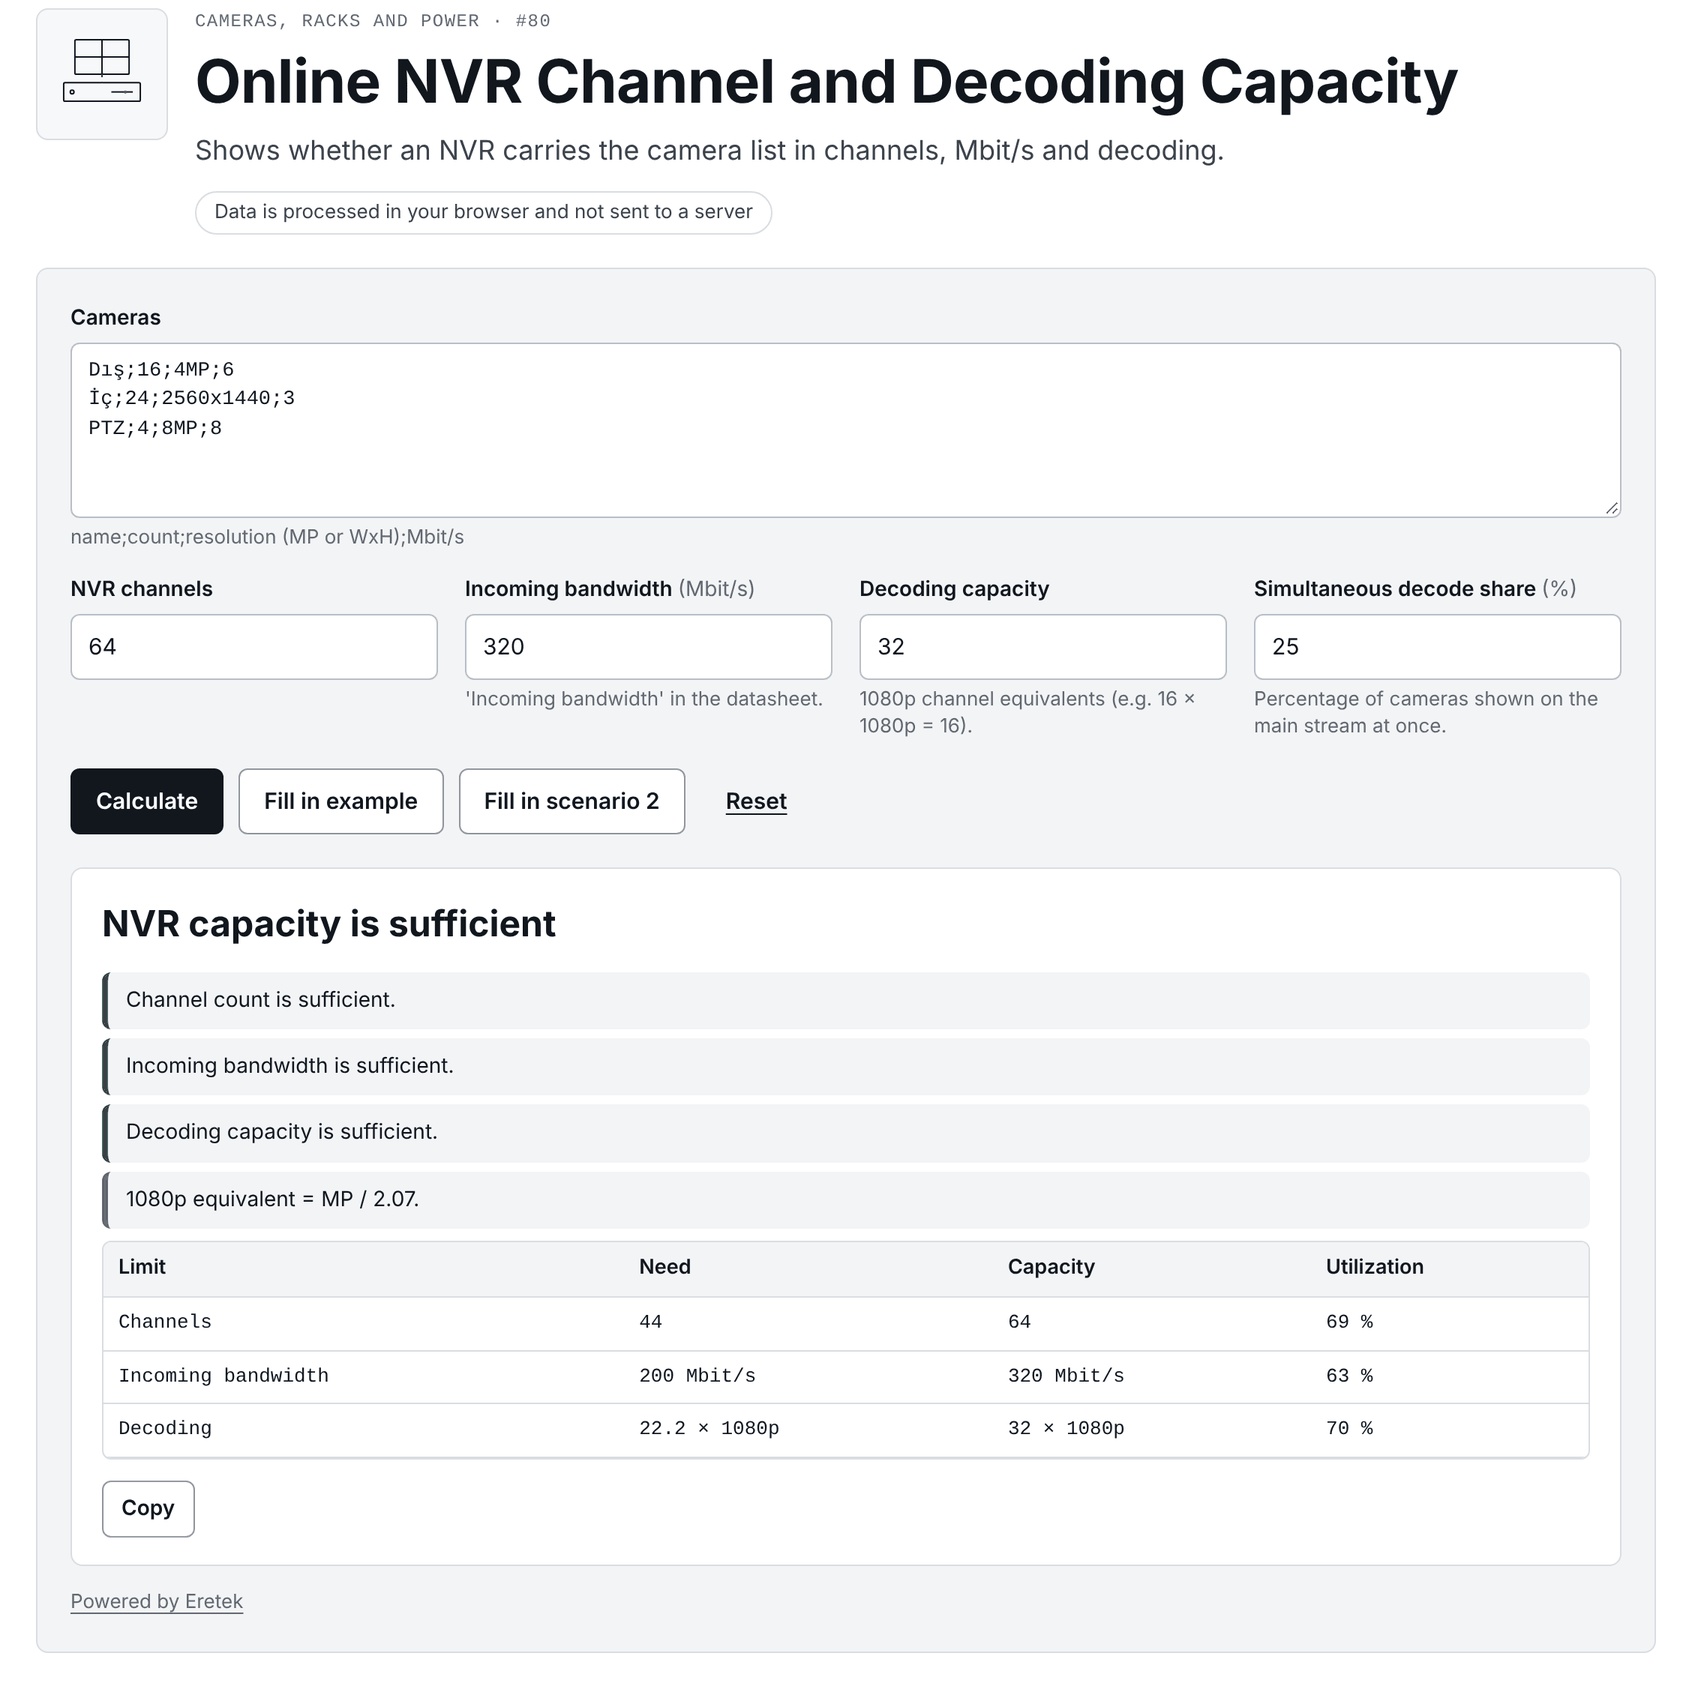 CAMERAS, RACKS AND POWER · #80
Online NVR Channel and Decoding Capacity
Shows whether an NVR carries the camera list in channels, Mbit/s and decoding.
Data is processed in your browser and not sent to a server
Cameras
Dış;16;4MP;6
İç;24;2560x1440;3
PTZ;4;8MP;8
name;count;resolution (MP or WxH);Mbit/s
NVR channels
64
Incoming bandwidth (Mbit/s)
320
'Incoming bandwidth' in the datasheet.
Decoding capacity
32
1080p channel equivalents (e.g. 16 ×
1080p = 16).
Simultaneous decode share (%)
25
Percentage of cameras shown on the
main stream at once.
Calculate Fill in example Fill in scenario 2 Reset
NVR capacity is sufficient
Channel count is sufficient.
Incoming bandwidth is sufficient.
Decoding capacity is sufficient.
1080p equivalent = MP / 2.07.
Limit Need Capacity Utilization
Channels 44 64 69 %
Incoming bandwidth 200 Mbit/s 320 Mbit/s 63 %
Decoding 22.2 × 1080p 32 × 1080p 70 %
Copy
Powered by Eretek